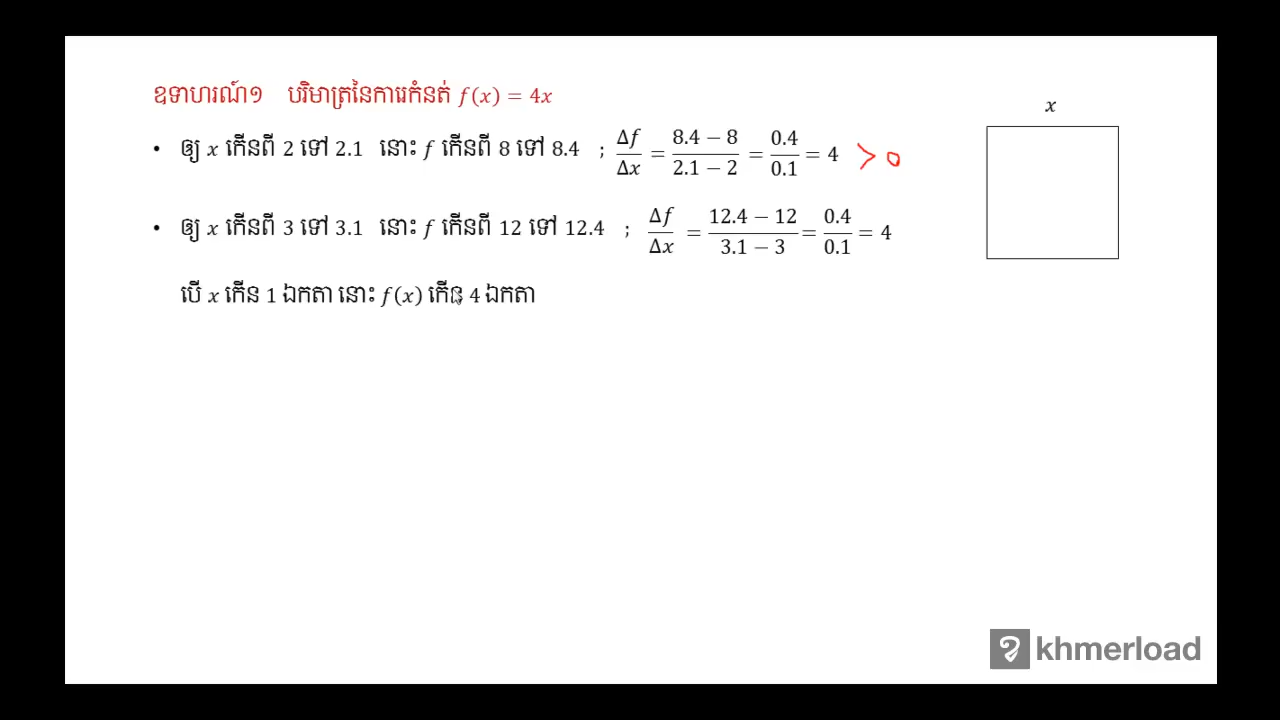 ឧទាហរណ៍១ បរិមាត្រនៃការេកំនត់ f(x) = 4x
x
• ឲ្យ x កើនពី 2 ទៅ 2.1 នោះ f កើនពី 8 ទៅ 8.4 ; Δf/Δx = (8.4 − 8)/(2.1 − 2) = 0.4/0.1 = 4 > 0
• ឲ្យ x កើនពី 3 ទៅ 3.1 នោះ f កើនពី 12 ទៅ 12.4 ; Δf/Δx = (12.4 − 12)/(3.1 − 3) = 0.4/0.1 = 4
បើ x កើន 1 ឯកតា នោះ f(x) កើន 4 ឯកតា
khmerload